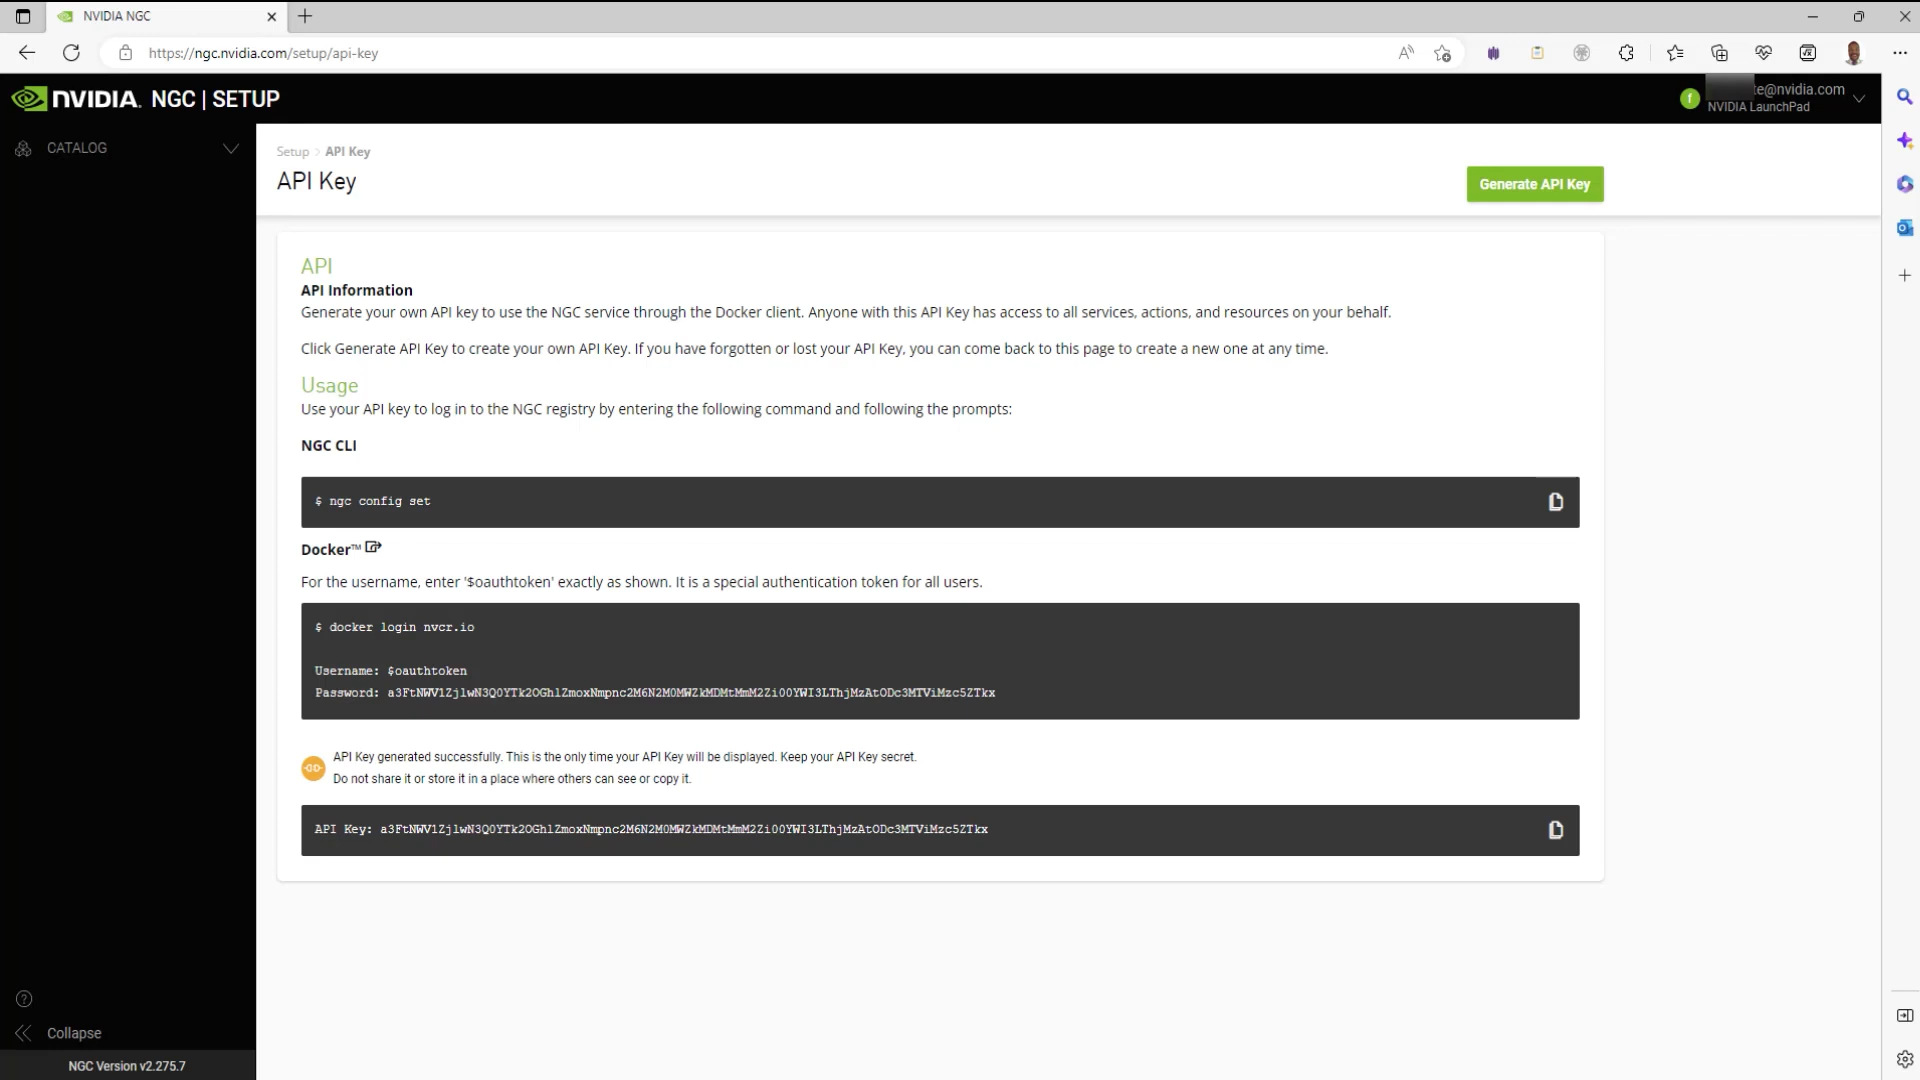 NVIDIA NGC
https://ngc.nvidia.com/setup/api-key
NVIDIA. NGC | SETUP
te@nvidia.com
NVIDIA LaunchPad
CATALOG
Setup > API Key
API Key
Generate API Key
API
API Information
Generate your own API key to use the NGC service through the Docker client. Anyone with this API Key has access to all services, actions, and resources on your behalf.
Click Generate API Key to create your own API Key. If you have forgotten or lost your API Key, you can come back to this page to create a new one at any time.
Usage
Use your API key to log in to the NGC registry by entering the following command and following the prompts:
NGC CLI
$ ngc config set
Docker™
For the username, enter '$oauthtoken' exactly as shown. It is a special authentication token for all users.
$ docker login nvcr.io
Username: $oauthtoken
Password: a3FtNWV1ZjlwN3Q0YTk2OGhlZmoxNmpnc2M6N2M0MWZkMDMtMmM2Zi00YWI3LThjMzAtODc3MTViMzc5ZTkx
API Key generated successfully. This is the only time your API Key will be displayed. Keep your API Key secret.
Do not share it or store it in a place where others can see or copy it.
API Key: a3FtNWV1ZjlwN3Q0YTk2OGhlZmoxNmpnc2M6N2M0MWZkMDMtMmM2Zi00YWI3LThjMzAtODc3MTViMzc5ZTkx
Collapse
NGC Version v2.275.7